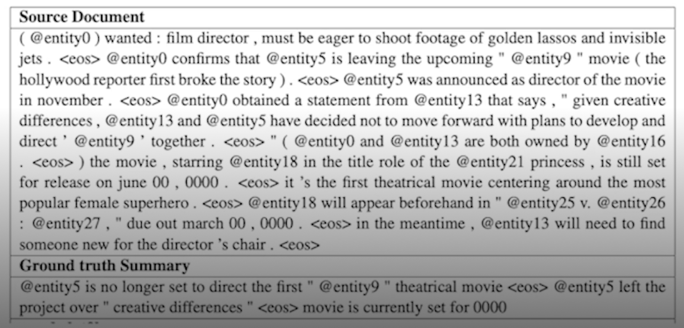 Source Document
( @entity0 ) wanted : film director , must be eager to shoot footage of golden lassos and invisible
jets . <eos> @entity0 confirms that @entity5 is leaving the upcoming " @entity9 " movie ( the
hollywood reporter first broke the story ) . <eos> @entity5 was announced as director of the movie
in november . <eos> @entity0 obtained a statement from @entity13 that says , " given creative
differences , @entity13 and @entity5 have decided not to move forward with plans to develop and
direct ' @entity9 ' together . <eos> " ( @entity0 and @entity13 are both owned by @entity16
. <eos> ) the movie , starring @entity18 in the title role of the @entity21 princess , is still set
for release on june 00 , 0000 . <eos> it 's the first theatrical movie centering around the most
popular female superhero . <eos> @entity18 will appear beforehand in " @entity25 v. @entity26
: @entity27 , " due out march 00 , 0000 . <eos> in the meantime , @entity13 will need to find
someone new for the director 's chair . <eos>
Ground truth Summary
@entity5 is no longer set to direct the first " @entity9 " theatrical movie <eos> @entity5 left the
project over " creative differences " <eos> movie is currently set for 0000